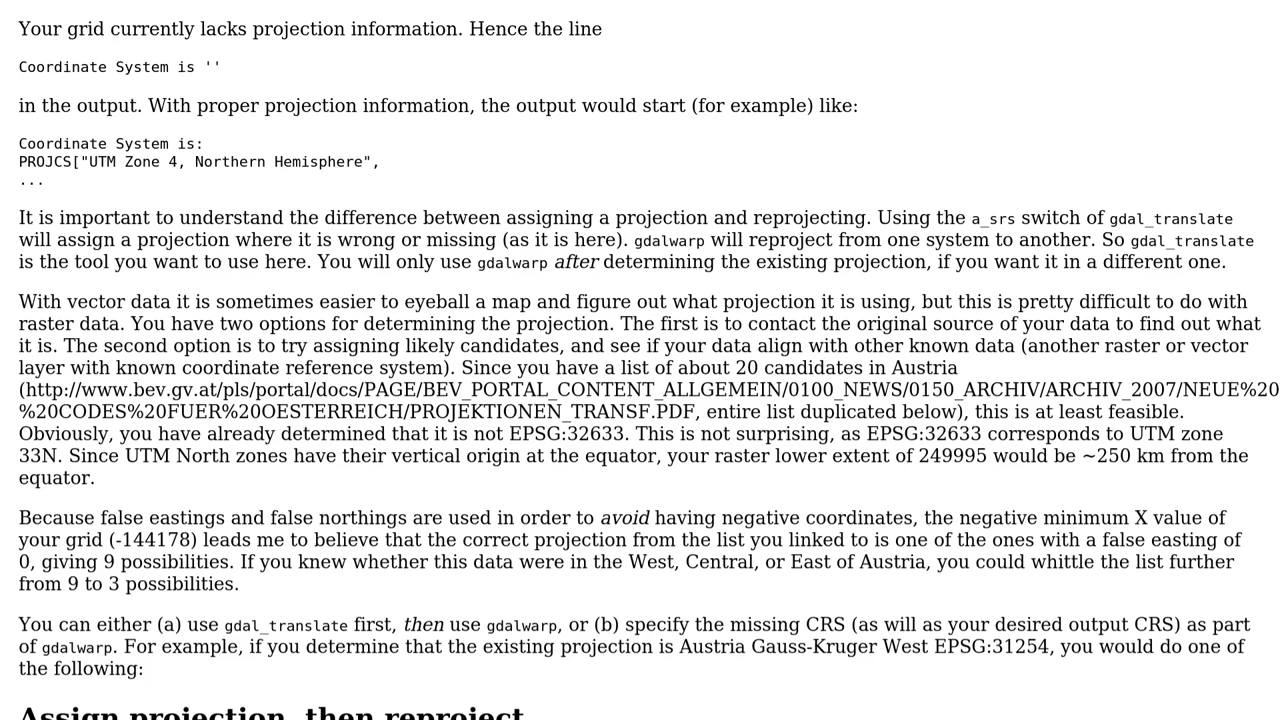 Your grid currently lacks projection information. Hence the line
Coordinate System is ''
in the output. With proper projection information, the output would start (for example) like:
Coordinate System is:
PROJCS["UTM Zone 4, Northern Hemisphere",
...
It is important to understand the difference between assigning a projection and reprojecting. Using the a_srs switch of gdal_translate
will assign a projection where it is wrong or missing (as it is here). gdalwarp will reproject from one system to another. So gdal_translate
is the tool you want to use here. You will only use gdalwarp after determining the existing projection, if you want it in a different one.
With vector data it is sometimes easier to eyeball a map and figure out what projection it is using, but this is pretty difficult to do with
raster data. You have two options for determining the projection. The first is to contact the original source of your data to find out what
it is. The second option is to try assigning likely candidates, and see if your data align with other known data (another raster or vector
layer with known coordinate reference system). Since you have a list of about 20 candidates in Austria
(http://www.bev.gv.at/pls/portal/docs/PAGE/BEV_PORTAL_CONTENT_ALLGEMEIN/0100_NEWS/0150_ARCHIV/ARCHIV_2007/NEUE%20
%20CODES%20FUER%20OESTERREICH/PROJEKTIONEN_TRANSF.PDF, entire list duplicated below), this is at least feasible.
Obviously, you have already determined that it is not EPSG:32633. This is not surprising, as EPSG:32633 corresponds to UTM zone
33N. Since UTM North zones have their vertical origin at the equator, your raster lower extent of 249995 would be ~250 km from the
equator.
Because false eastings and false northings are used in order to avoid having negative coordinates, the negative minimum X value of
your grid (-144178) leads me to believe that the correct projection from the list you linked to is one of the ones with a false easting of
0, giving 9 possibilities. If you knew whether this data were in the West, Central, or East of Austria, you could whittle the list further
from 9 to 3 possibilities.
You can either (a) use gdal_translate first, then use gdalwarp, or (b) specify the missing CRS (as will as your desired output CRS) as part
of gdalwarp. For example, if you determine that the existing projection is Austria Gauss-Kruger West EPSG:31254, you would do one of
the following:
Assign projection, then reproject